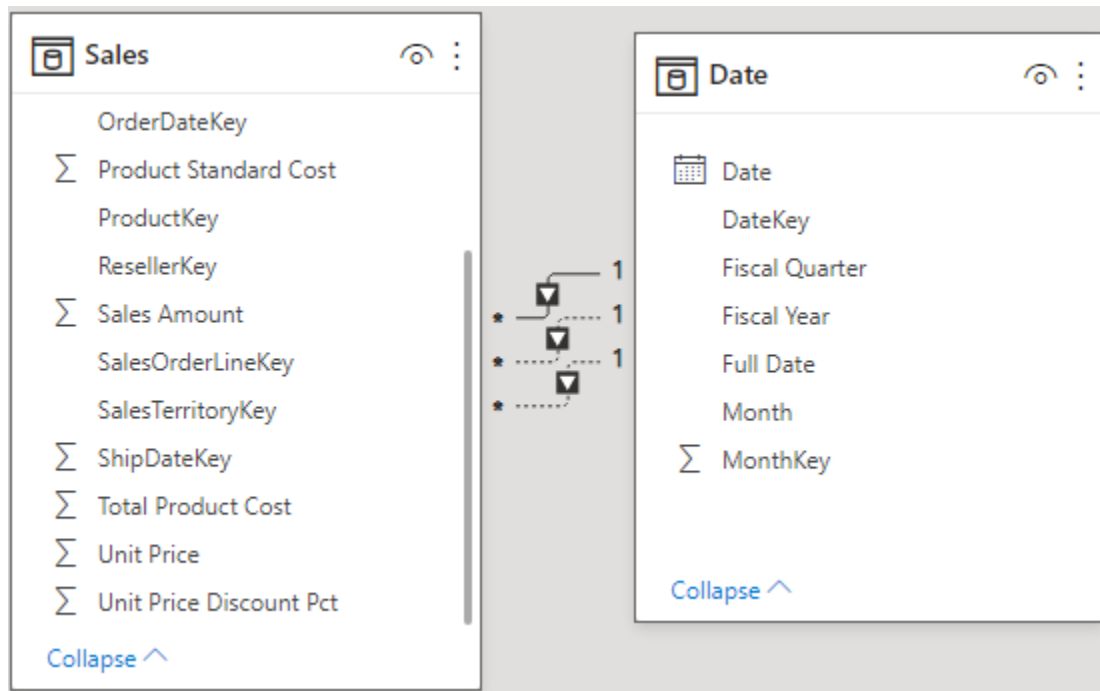 Sales
OrderDateKey
Σ Product Standard Cost
ProductKey
ResellerKey
Σ Sales Amount
SalesOrderLineKey
SalesTerritoryKey
Σ ShipDateKey
Σ Total Product Cost
Σ Unit Price
Σ Unit Price Discount Pct
Collapse
* 1
* 1
* 1
Date
Date
DateKey
Fiscal Quarter
Fiscal Year
Full Date
Month
Σ MonthKey
Collapse